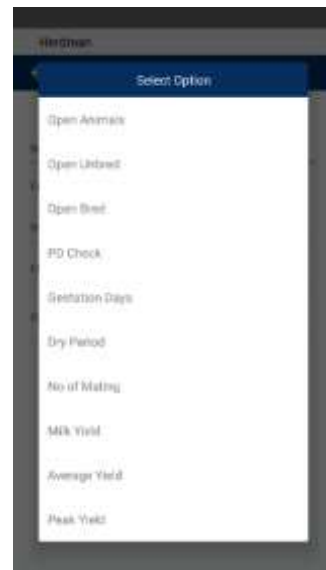 Herdman
Select Option
Open Animals
Open Unbred
Open Bred
PD Check
Gestation Days
Dry Period
No of Mating
Milk Yield
Average Yield
Peak Yield